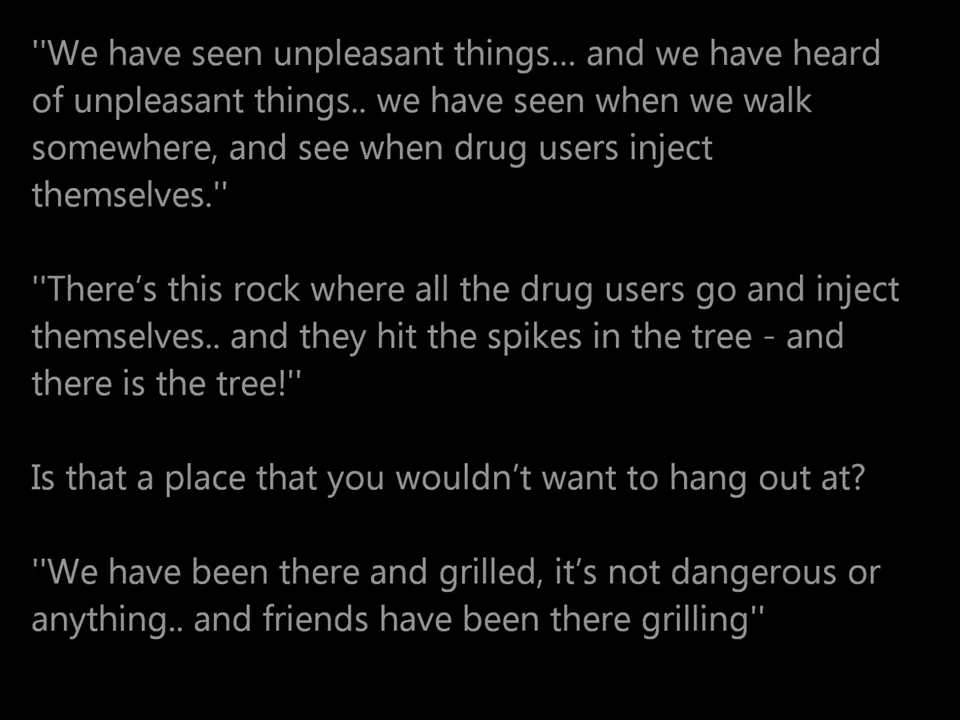 ''We have seen unpleasant things... and we have heard
of unpleasant things.. we have seen when we walk
somewhere, and see when drug users inject
themselves.''
''There’s this rock where all the drug users go and inject
themselves.. and they hit the spikes in the tree - and
there is the tree!''
Is that a place that you wouldn’t want to hang out at?
''We have been there and grilled, it’s not dangerous or
anything.. and friends have been there grilling''